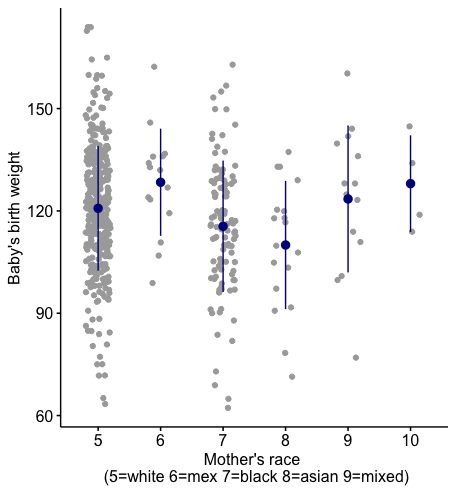 Baby's birth weight
150
120
90
60
5 6 7 8 9 10
Mother's race
(5=white 6=mex 7=black 8=asian 9=mixed)